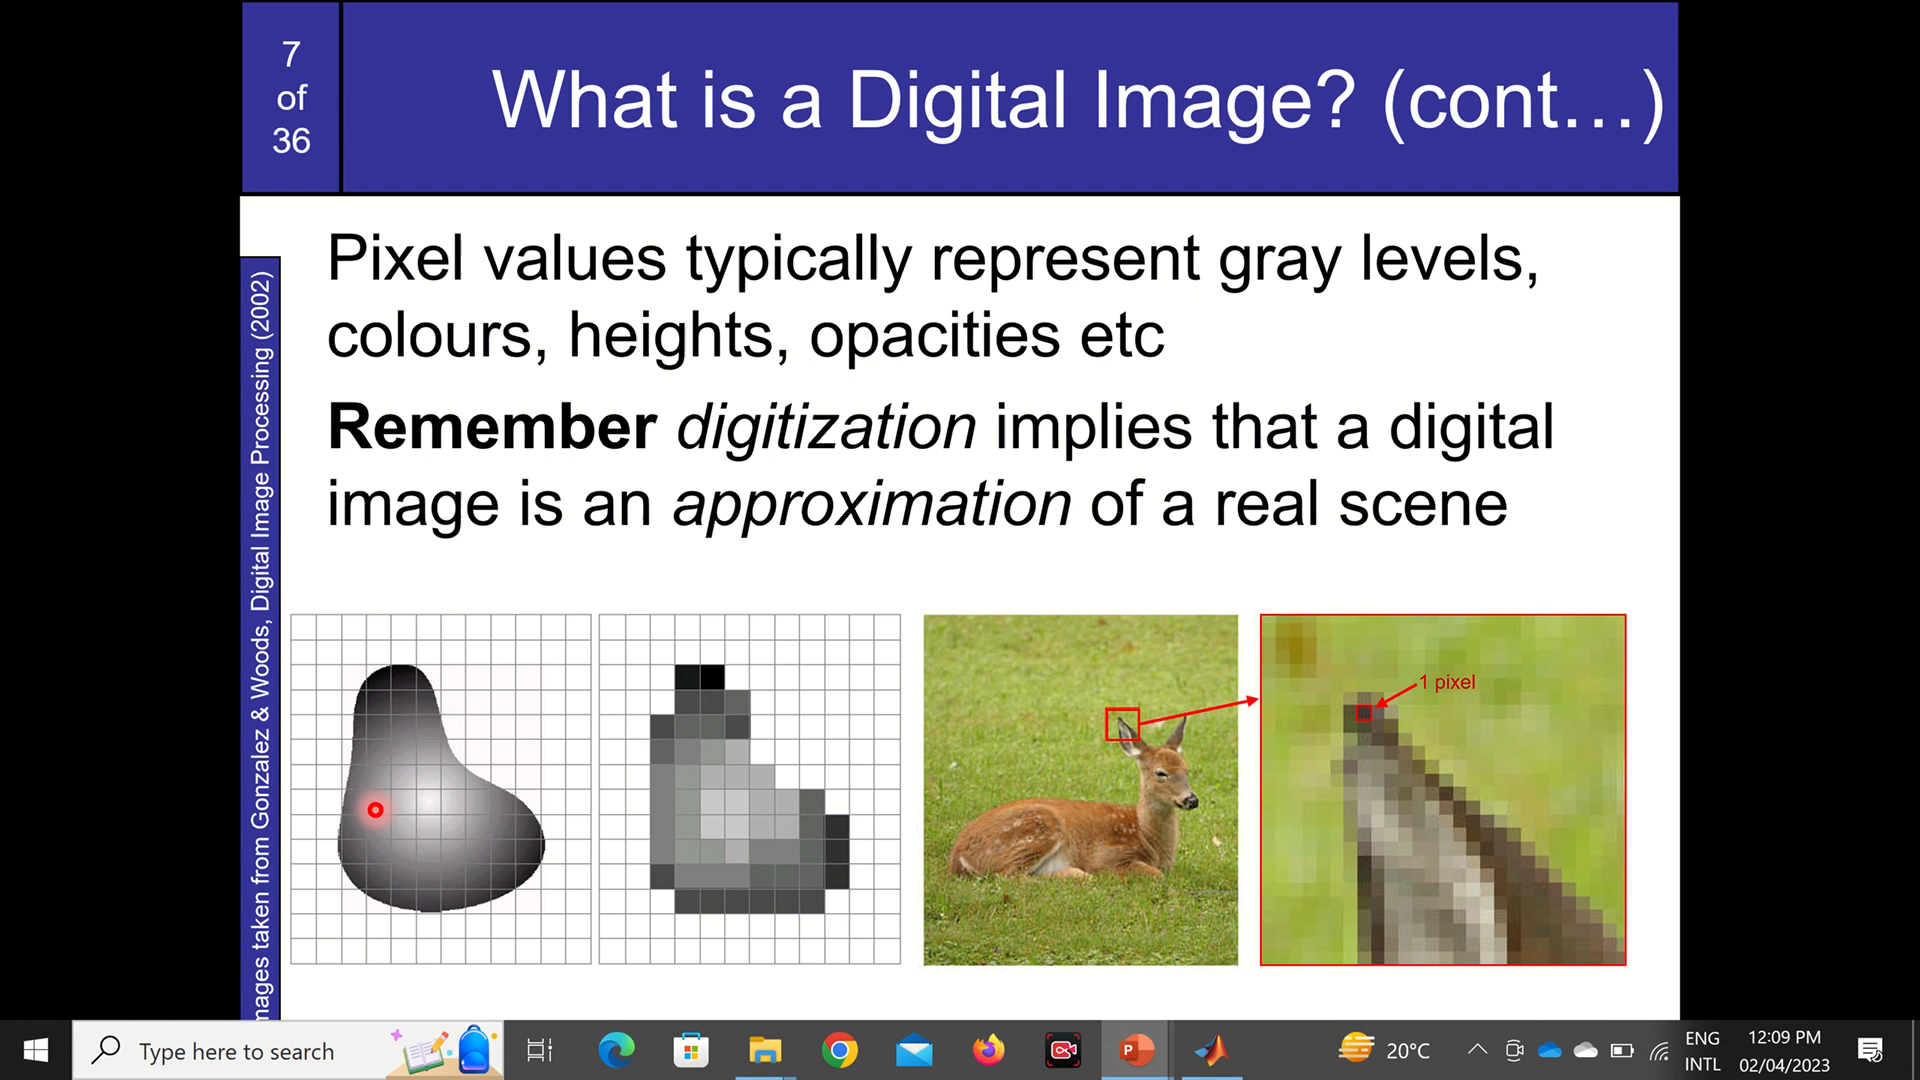 7
of
36
What is a Digital Image? (cont…)
mages taken from Gonzalez & Woods, Digital Image Processing (2002)
Pixel values typically represent gray levels,
colours, heights, opacities etc
Remember digitization implies that a digital
image is an approximation of a real scene
1 pixel
Type here to search
20°C
ENG
INTL
12:09 PM
02/04/2023